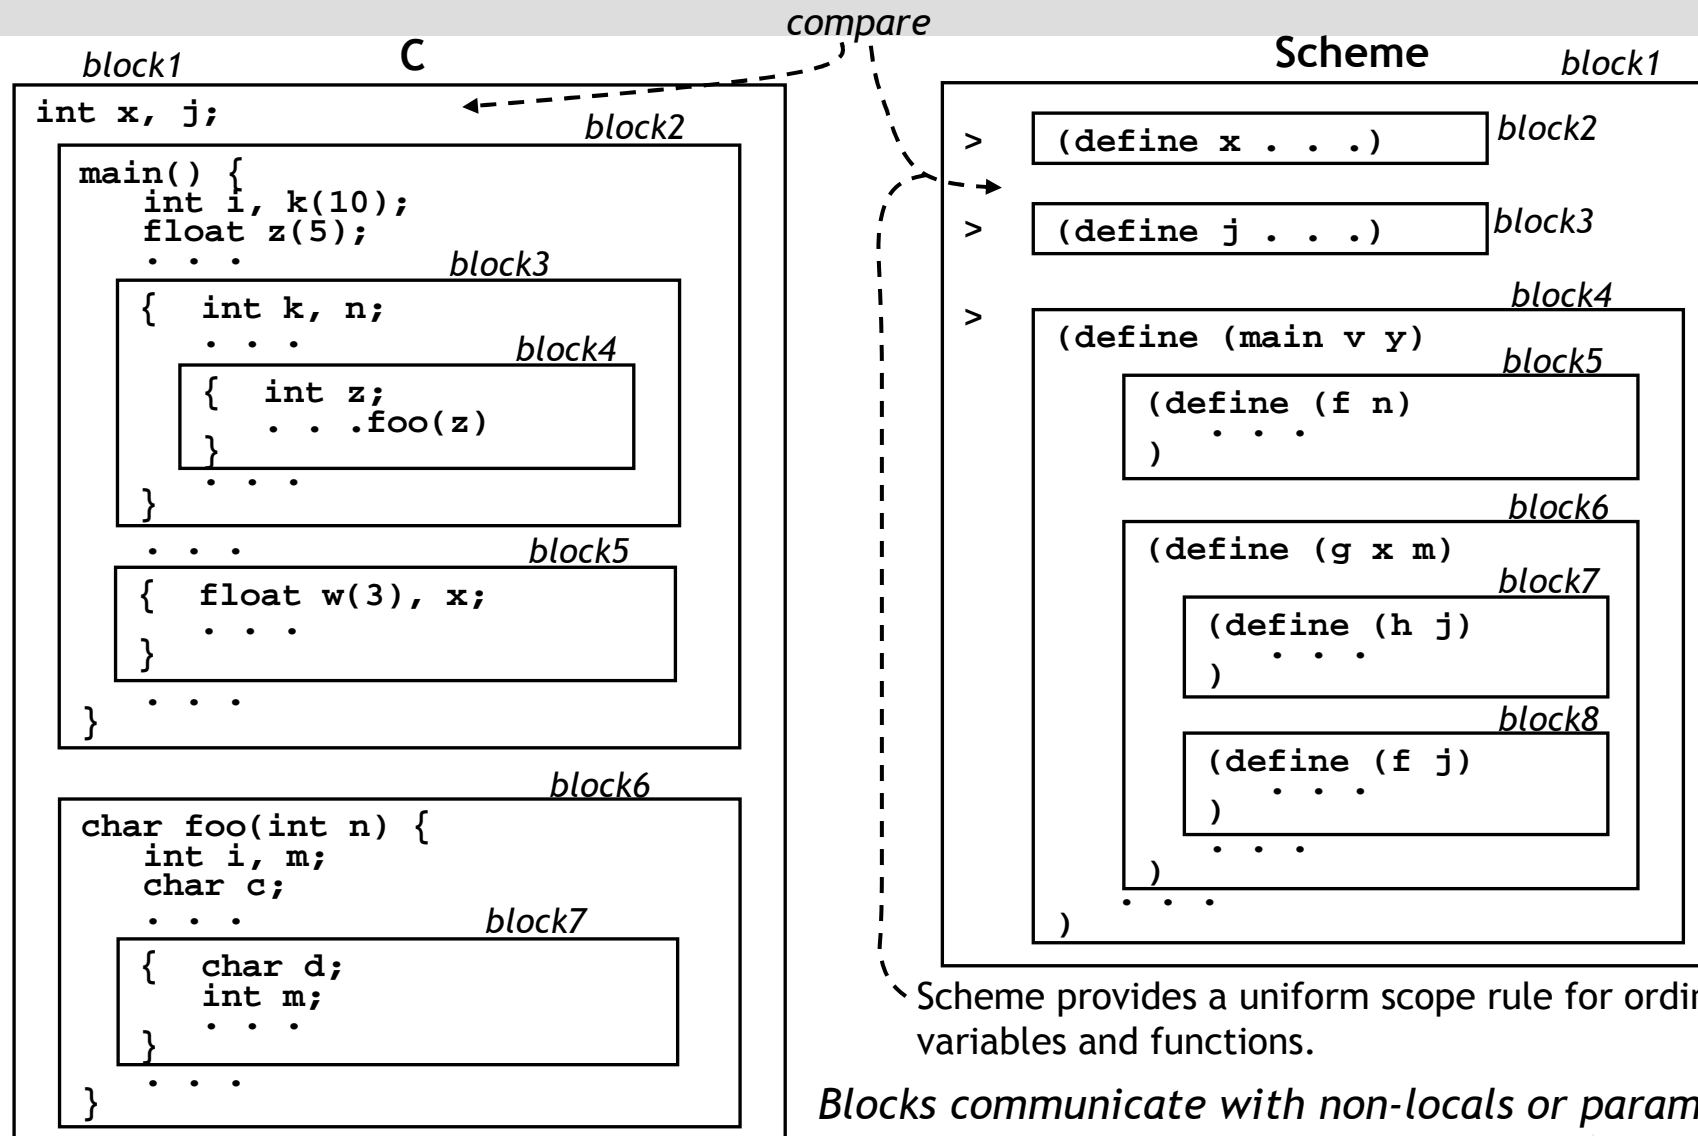 compare
C
block1
int x, j;
block2
main() {
int i, k(10);
float z(5);
. . .
block3
{ int k, n;
. . .
block4
{ int z;
. . .foo(z)
}
. . .
}
. . .
block5
{ float w(3), x;
. . .
}
. . .
}
block6
char foo(int n) {
int i, m;
char c;
. . .
block7
{ char d;
int m;
. . .
}
. . .
}
Scheme
block1
> (define x . . .)
block2
> (define j . . .)
block3
>
block4
(define (main v y)
block5
(define (f n)
. . .
)
block6
(define (g x m)
block7
(define (h j)
. . .
)
block8
(define (f j)
. . .
)
. . .
)
. . .
)
Scheme provides a uniform scope rule for
variables and functions.
Blocks communicate with non-locals or